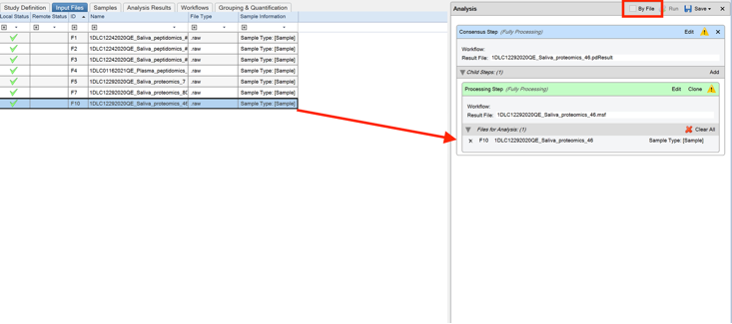 Study Definition Input Files Samples Analysis Results Workflows Grouping & Quantification
Local Status Remote Status ID Name File Type Sample Information
F1 1DLC12242020QE_Saliva_peptidomics_# .raw Sample Type: [Sample]
F2 1DLC12242020QE_Saliva_peptidomics_# .raw Sample Type: [Sample]
F3 1DLC12242020QE_Saliva_peptidomics_# .raw Sample Type: [Sample]
F4 1DLC01162021QE_Plasma_peptidomics_ .raw Sample Type: [Sample]
F5 1DLC12292020QE_Saliva_proteomics_7 .raw Sample Type: [Sample]
F7 1DLC12292020QE_Saliva_proteomics_80 .raw Sample Type: [Sample]
F10 1DLC12292020QE_Saliva_proteomics_46 .raw Sample Type: [Sample]
Analysis By File Run Save
Consensus Step (Fully Processing) Edit
Workflow:
Result File: 1DLC12292020QE_Saliva_proteomics_46.pdResult
Child Steps: (1) Add
Processing Step (Fully Processing) Edit Clone
Workflow:
Result File: 1DLC12292020QE_Saliva_proteomics_46.msf
Files for Analysis: (1) Clear All
F10 1DLC12292020QE_Saliva_proteomics_46 Sample Type: [Sample]